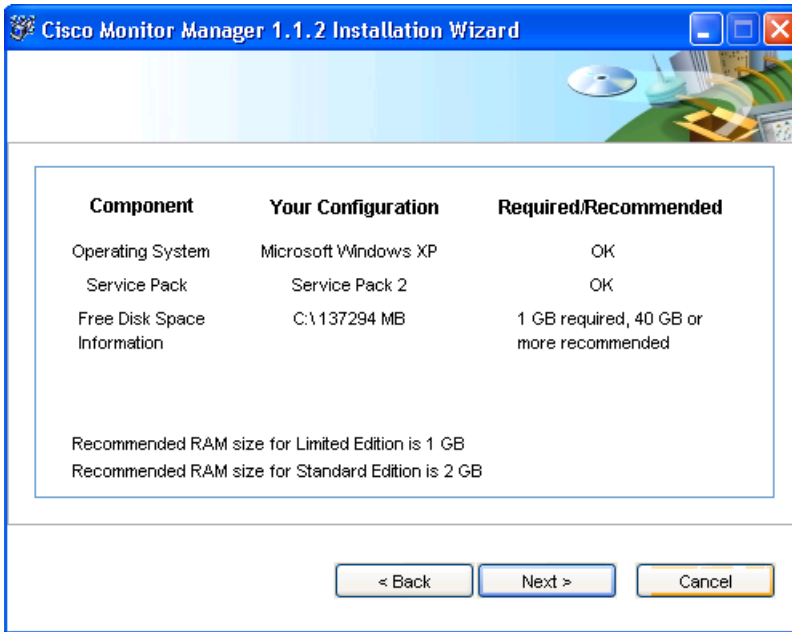 Cisco Monitor Manager 1.1.2 Installation Wizard
Component Your Configuration Required/Recommended
Operating System Microsoft Windows XP OK
Service Pack Service Pack 2 OK
Free Disk Space C:\ 137294 MB 1 GB required, 40 GB or
Information more recommended
Recommended RAM size for Limited Edition is 1 GB
Recommended RAM size for Standard Edition is 2 GB
< Back Next > Cancel